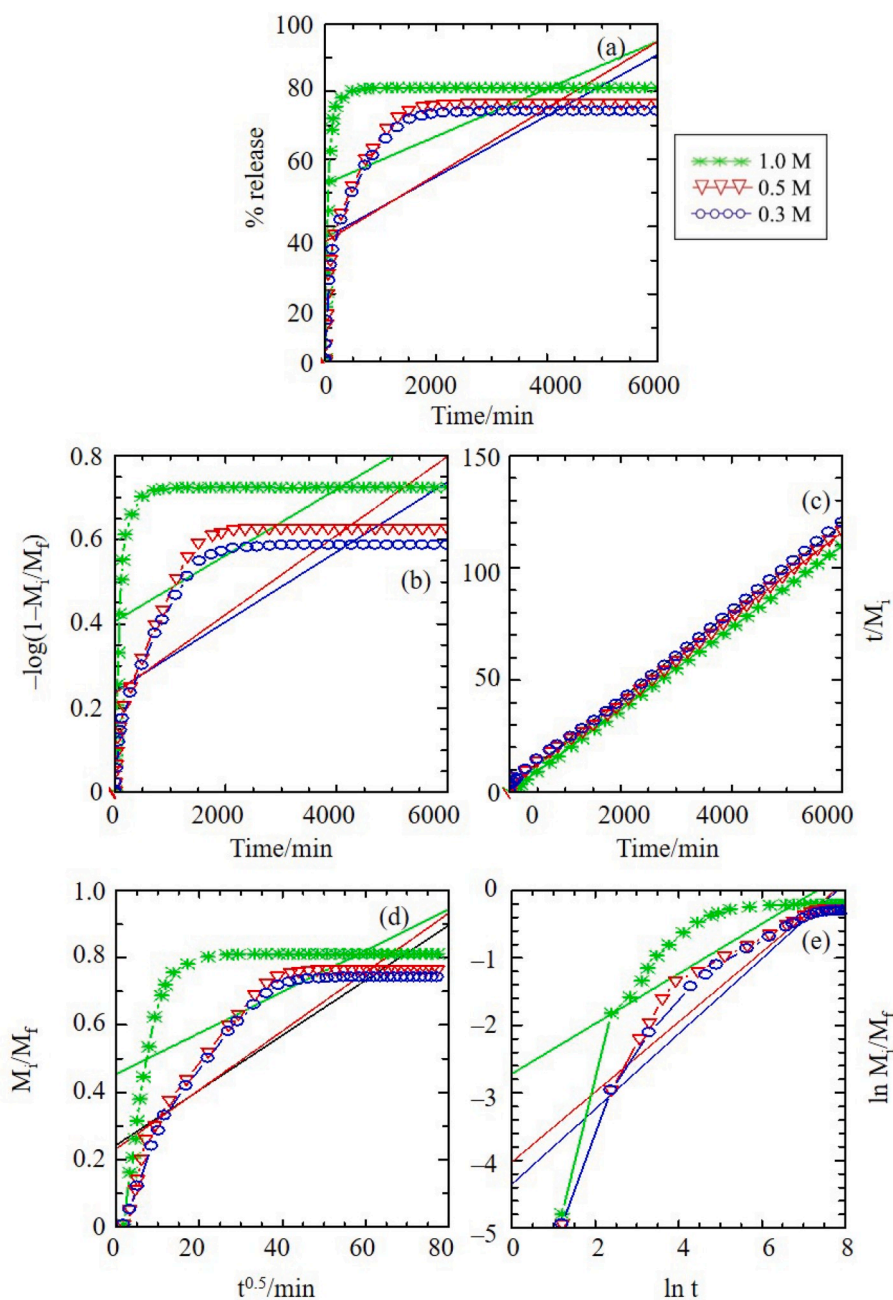 100
80
60
40
20
0
% release
(a)
0 2000 4000 6000
Time/min
1.0 M
0.5 M
0.3 M
0.8
0.6
0.4
0.2
0
–log(1–Mᵢ/M_f)
(b)
0 2000 4000 6000
Time/min
150
100
50
0
(c)
t/Mᵢ
0 2000 4000 6000
Time/min
1.0
0.8
0.6
0.4
0.2
0
Mᵢ/M_f
(d)
0 20 40 60 80
t⁰·⁵/min
0
–1
–2
–3
–4
–5
(e)
ln Mᵢ/M_f
0 2 4 6 8
ln t